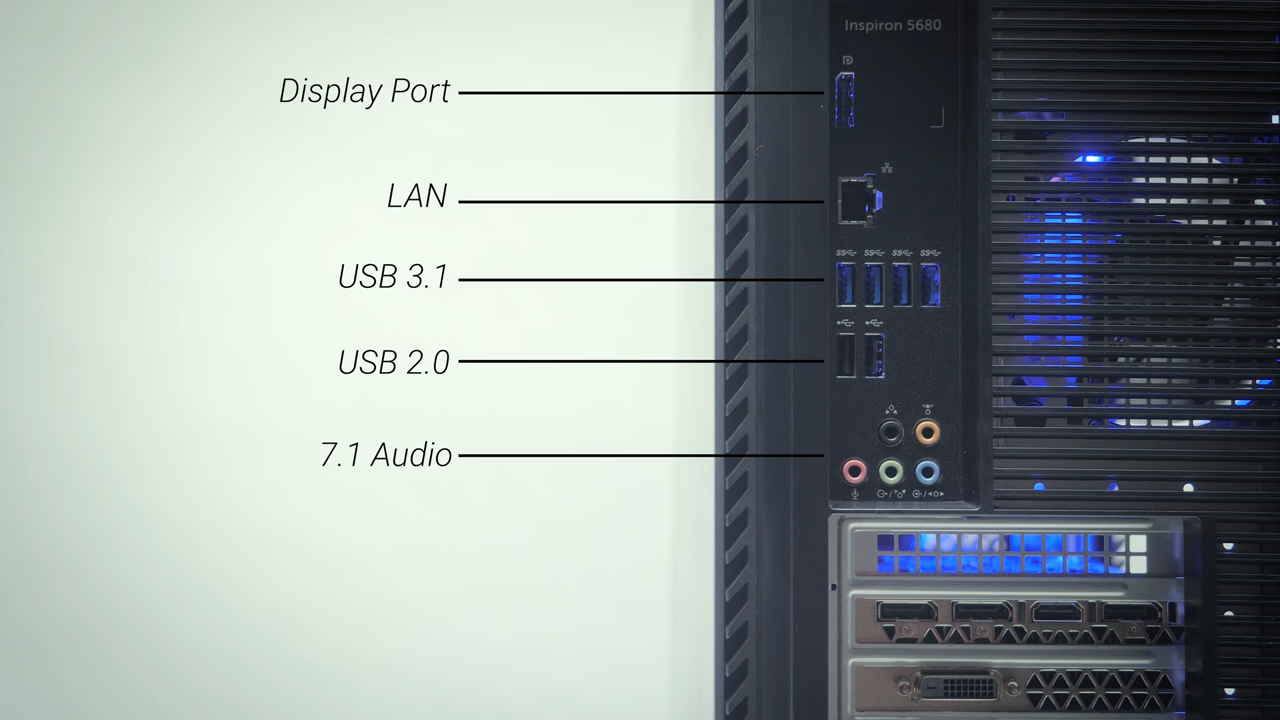 Inspiron 5680
Display Port
LAN
USB 3.1
USB 2.0
7.1 Audio